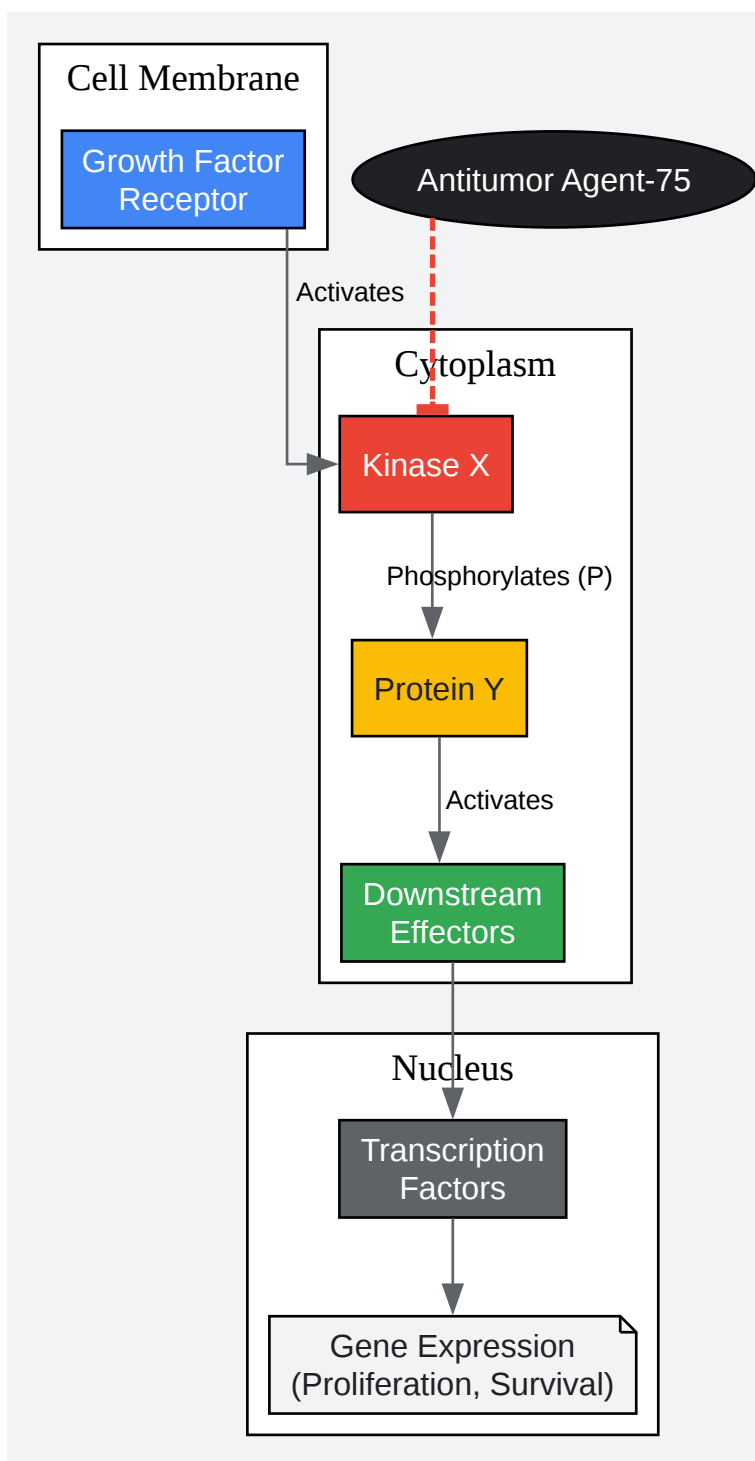 Cell Membrane
Growth Factor
Receptor
Antitumor Agent-75
Activates
Cytoplasm
Kinase X
Phosphorylates (P)
Protein Y
Activates
Downstream
Effectors
Nucleus
Transcription
Factors
Gene Expression
(Proliferation, Survival)